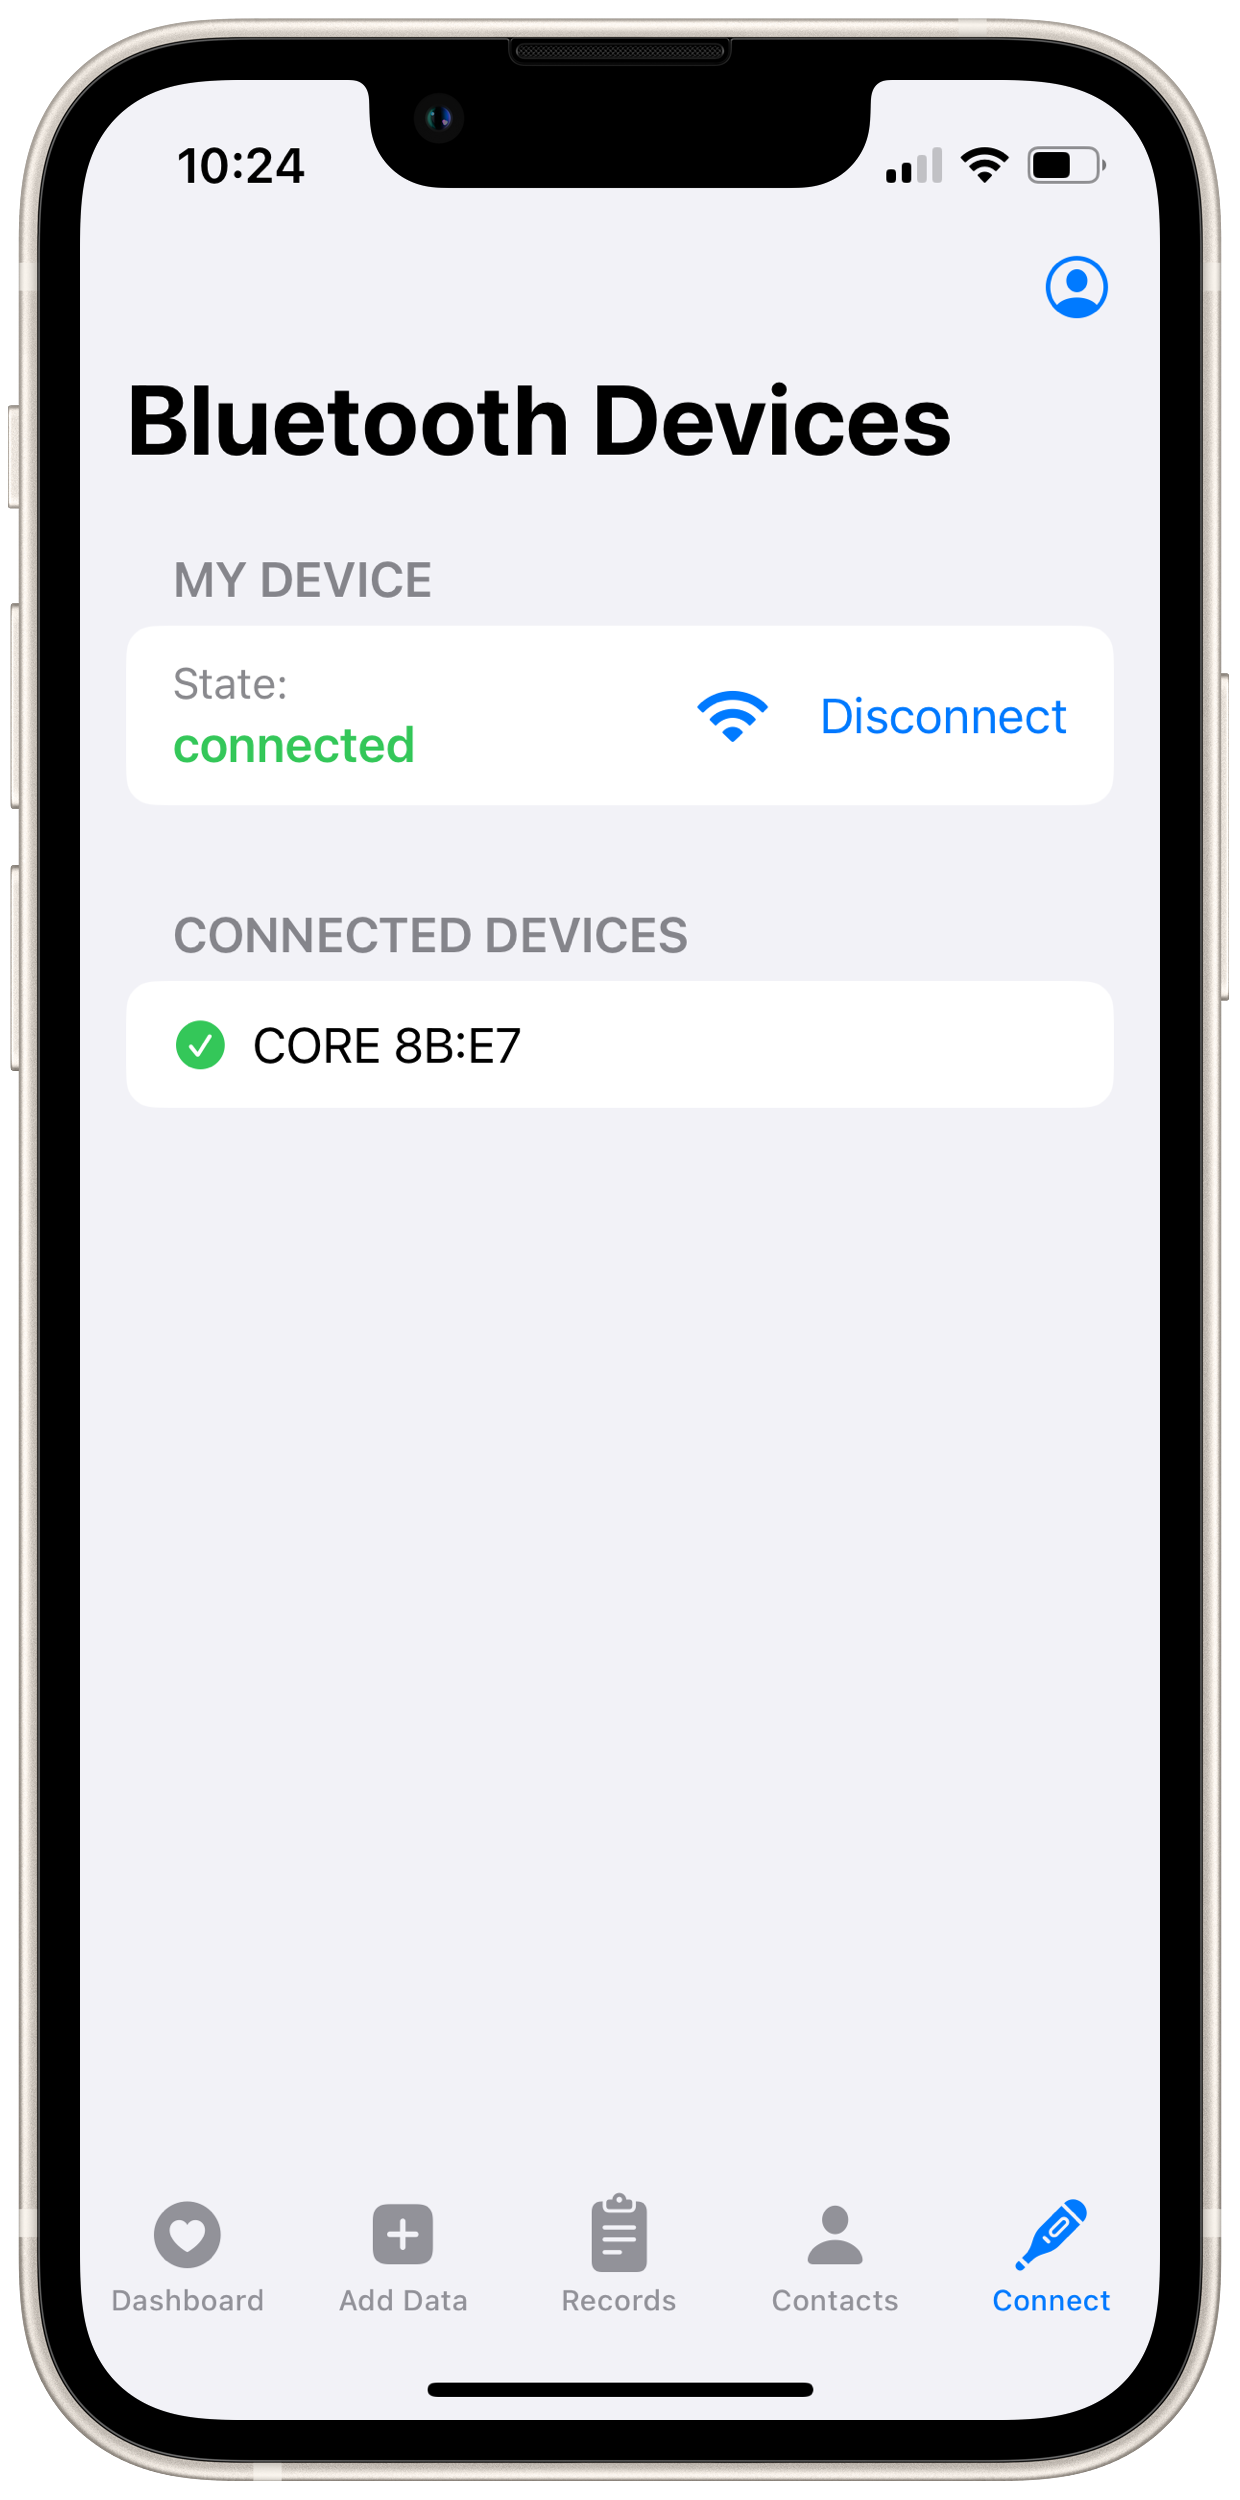 10:24
Bluetooth Devices
MY DEVICE
State:
connected
Disconnect
CONNECTED DEVICES
CORE 8B:E7
Dashboard
Add Data
Records
Contacts
Connect